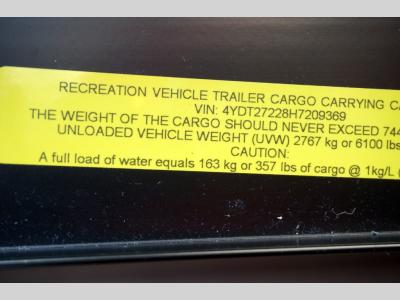 RECREATION VEHICLE TRAILER CARGO CARRYING
VIN: 4YDT27228H7209369
THE WEIGHT OF THE CARGO SHOULD NEVER EXCEED 744
UNLOADED VEHICLE WEIGHT (UVW) 2767 kg or 6100 lbs
CAUTION:
A full load of water equals 163 kg or 357 lbs of cargo @ 1kg/L (